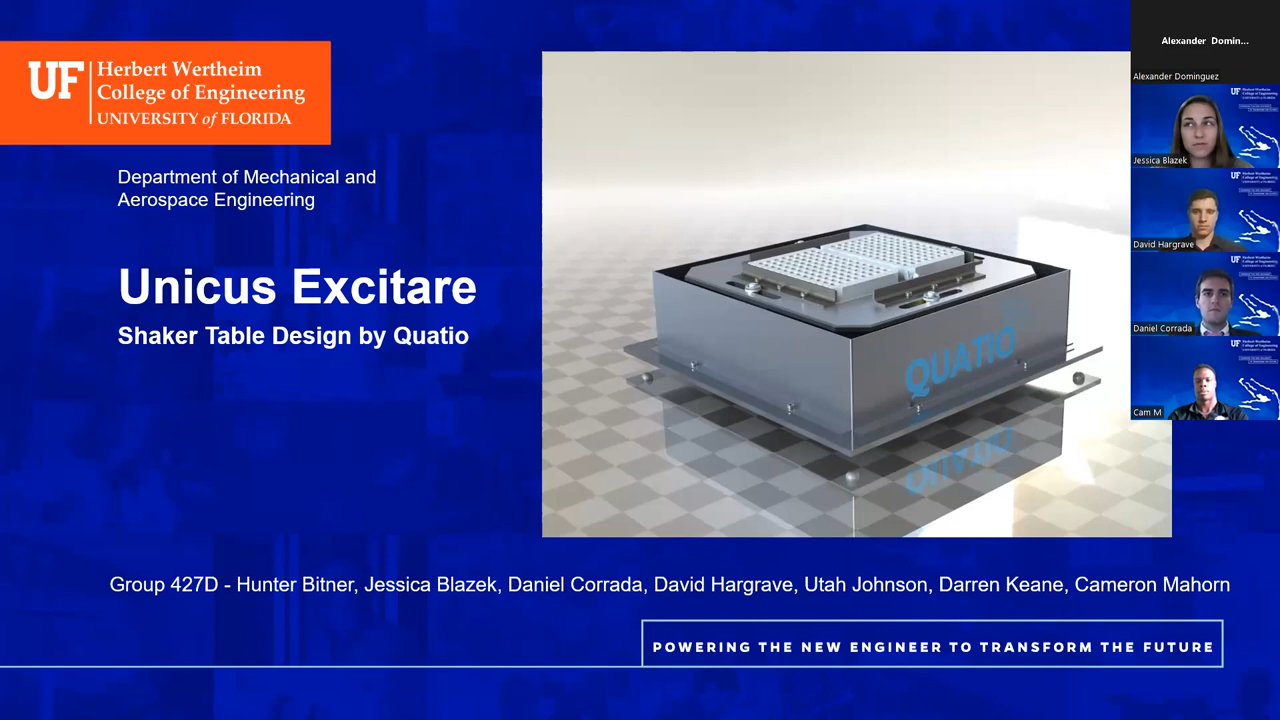 UF
Herbert Wertheim
College of Engineering
UNIVERSITY of FLORIDA
Department of Mechanical and
Aerospace Engineering
Unicus Excitare
Shaker Table Design by Quatio
QUATIO
Group 427D - Hunter Bitner, Jessica Blazek, Daniel Corrada, David Hargrave, Utah Johnson, Darren Keane, Cameron Mahorn
POWERING THE NEW ENGINEER TO TRANSFORM THE FUTURE
Alexander Domin...
Alexander Dominguez
Jessica Blazek
David Hargrave
Daniel Corrada
Cam M